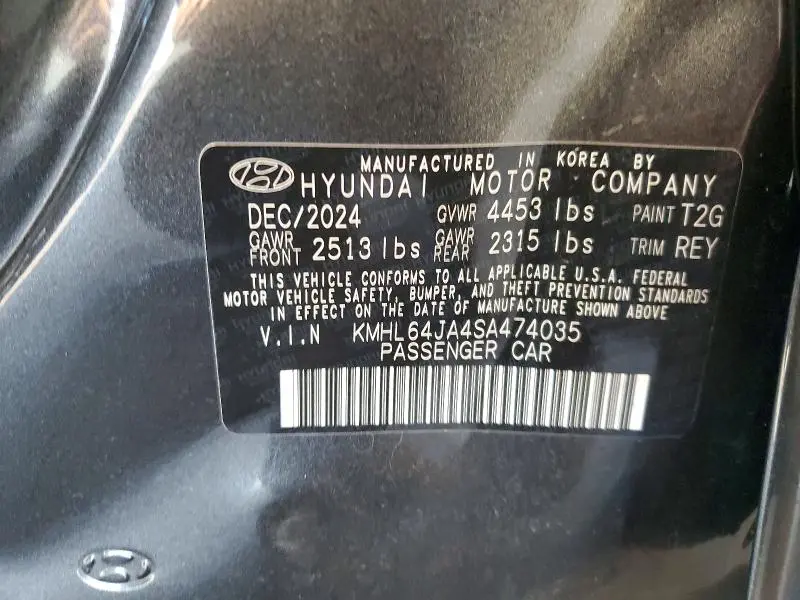 MANUFACTURED IN KOREA BY
HYUNDAI MOTOR COMPANY
DEC/2024 GVWR 4453 lbs PAINT T2G
GAWR FRONT 2513 lbs GAWR REAR 2315 lbs TRIM REY
THIS VEHICLE CONFORMS TO ALL APPLICABLE U.S.A. FEDERAL
MOTOR VEHICLE SAFETY, BUMPER, AND THEFT PREVENTION STANDARDS
IN EFFECT ON THE DATE OF MANUFACTURE SHOWN ABOVE
V.I.N KMHL64JA4SA474035
PASSENGER CAR